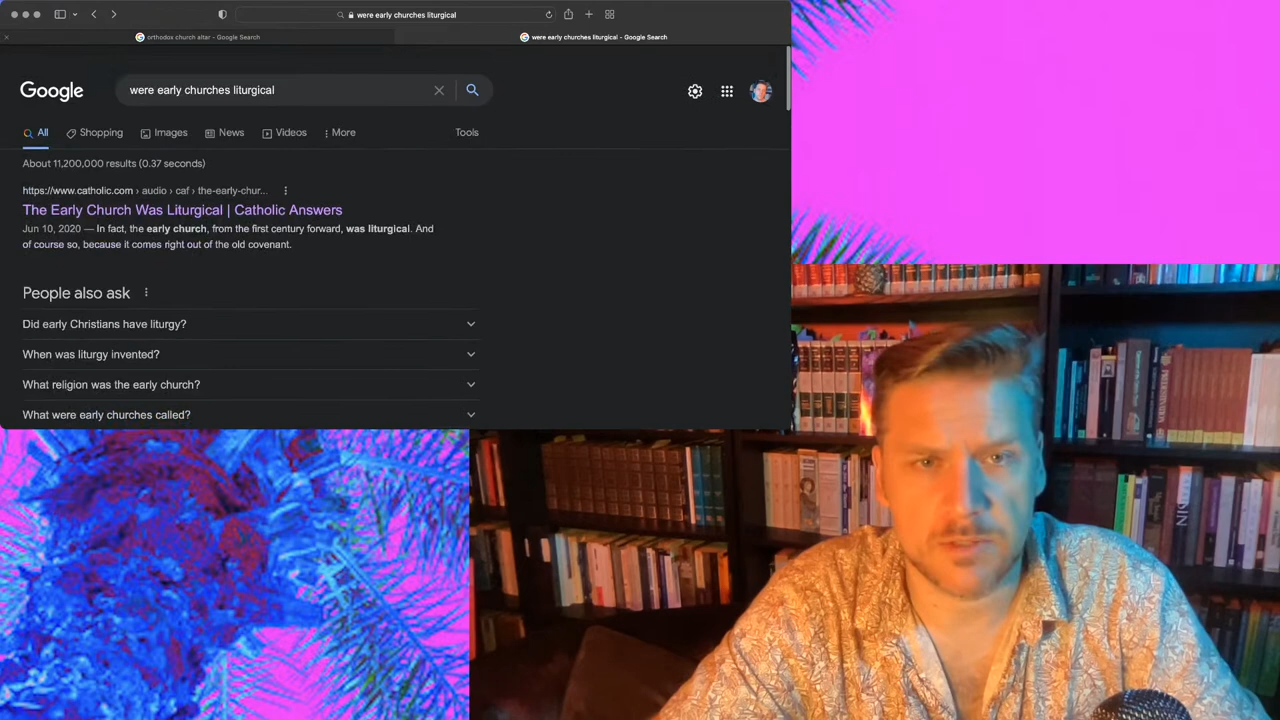 were early churches liturgical
orthodox church altar - Google Search
were early churches liturgical - Google Search
Google
were early churches liturgical
All
Shopping
Images
News
Videos
More
Tools
About 11,200,000 results (0.37 seconds)
https://www.catholic.com › audio › caf › the-early-chur...
The Early Church Was Liturgical | Catholic Answers
Jun 10, 2020 — In fact, the early church, from the first century forward, was liturgical. And
of course so, because it comes right out of the old covenant.
People also ask
Did early Christians have liturgy?
When was liturgy invented?
What religion was the early church?
What were early churches called?